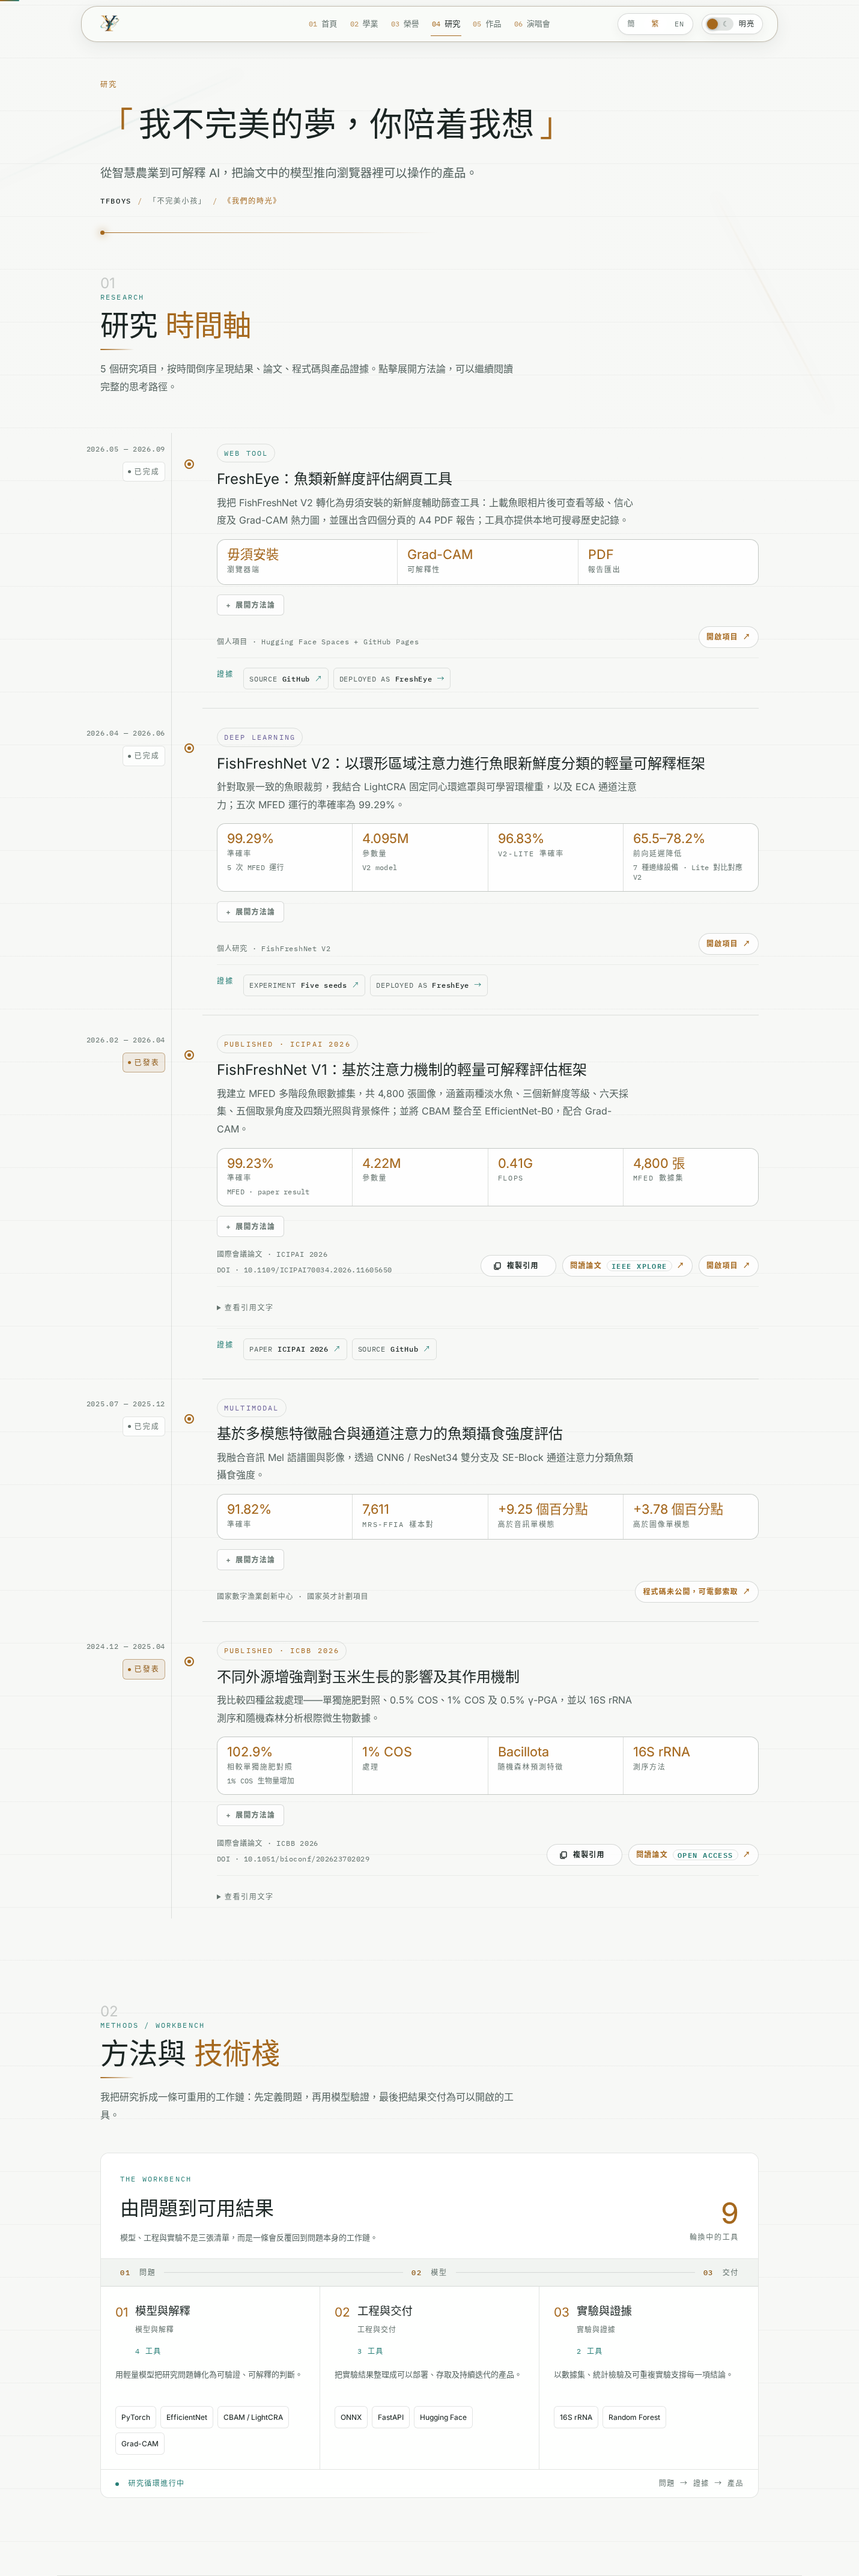 01 首頁 02 學業 03 榮譽 04 研究 05 作品 06 演唱會 簡 繁 EN 明亮
研究
「我不完美的夢，你陪着我想」
從智慧農業到可解釋 AI，把論文中的模型推向瀏覽器裡可以操作的產品。
TFBOYS / 「不完美小孩」 / 《我們的時光》
01
RESEARCH
研究 時間軸
5 個研究項目，按時間倒序呈現結果、論文、程式碼與產品證據。點擊展開方法論，可以繼續閱讀
完整的思考路徑。
2026.05 — 2026.09
已完成
WEB TOOL
FreshEye：魚類新鮮度評估網頁工具
我把 FishFreshNet V2 轉化為毋須安裝的新鮮度輔助篩查工具：上載魚眼相片後可查看等級、信心
度及 Grad-CAM 熱力圖，並匯出含四個分頁的 A4 PDF 報告；工具亦提供本地可搜尋歷史記錄。
毋須安裝 Grad-CAM PDF
瀏覽器端 可解釋性 報告匯出
+ 展開方法論
個人項目 · Hugging Face Spaces + GitHub Pages 開啟項目 ↗
證據 SOURCE GitHub ↗ DEPLOYED AS FreshEye →
2026.04 — 2026.06
已完成
DEEP LEARNING
FishFreshNet V2：以環形區域注意力進行魚眼新鮮度分類的輕量可解釋框架
針對取景一致的魚眼裁剪，我結合 LightCRA 固定同心環遮罩與可學習環權重，以及 ECA 通道注意
力；五次 MFED 運行的準確率為 99.29%。
99.29% 4.095M 96.83% 65.5–78.2%
準確率 參數量 V2-LITE 準確率 前向延遲降低
5 次 MFED 運行 V2 model 7 種邊緣設備 · Lite 對比對應
V2
+ 展開方法論
個人研究 · FishFreshNet V2 開啟項目 ↗
證據 EXPERIMENT Five seeds ↗ DEPLOYED AS FreshEye →
2026.02 — 2026.04
已發表
PUBLISHED · ICIPAI 2026
FishFreshNet V1：基於注意力機制的輕量可解釋評估框架
我建立 MFED 多階段魚眼數據集，共 4,800 張圖像，涵蓋兩種淡水魚、三個新鮮度等級、六天採
集、五個取景角度及四類光照與背景條件；並將 CBAM 整合至 EfficientNet-B0，配合 Grad-
CAM。
99.23% 4.22M 0.41G 4,800 張
準確率 參數量 FLOPS MFED 數據集
MFED · paper result
+ 展開方法論
國際會議論文 · ICIPAI 2026
DOI · 10.1109/ICIPAI70034.2026.11605650 複製引用 閱讀論文 IEEE XPLORE ↗ 開啟項目 ↗
▶ 查看引用文字
證據 PAPER ICIPAI 2026 ↗ SOURCE GitHub ↗
2025.07 — 2025.12
已完成
MULTIMODAL
基於多模態特徵融合與通道注意力的魚類攝食強度評估
我融合音訊 Mel 語譜圖與影像，透過 CNN6 / ResNet34 雙分支及 SE-Block 通道注意力分類魚類
攝食強度。
91.82% 7,611 +9.25 個百分點 +3.78 個百分點
準確率 MRS-FFIA 樣本對 高於音訊單模態 高於圖像單模態
+ 展開方法論
國家數字漁業創新中心 · 國家英才計劃項目 程式碼未公開，可電郵索取 ↗
2024.12 — 2025.04
已發表
PUBLISHED · ICBB 2026
不同外源增強劑對玉米生長的影響及其作用機制
我比較四種盆栽處理——單獨施肥對照、0.5% COS、1% COS 及 0.5% γ-PGA，並以 16S rRNA
測序和隨機森林分析根際微生物數據。
102.9% 1% COS Bacillota 16S rRNA
相較單獨施肥對照 處理 隨機森林預測特徵 測序方法
1% COS 生物量增加
+ 展開方法論
國際會議論文 · ICBB 2026
DOI · 10.1051/bioconf/202623702029 複製引用 閱讀論文 OPEN ACCESS ↗
▶ 查看引用文字
02
METHODS / WORKBENCH
方法與 技術棧
我把研究拆成一條可重用的工作鏈：先定義問題，再用模型驗證，最後把結果交付為可以開啟的工
具。
THE WORKBENCH
由問題到可用結果
模型、工程與實驗不是三張清單，而是一條會反覆回到問題本身的工作鏈。
9
輪換中的工具
01 問題 02 模型 03 交付
01 模型與解釋
模型與解釋
4 工具
用輕量模型把研究問題轉化為可驗證、可解釋的判斷。
PyTorch EfficientNet CBAM / LightCRA
Grad-CAM
02 工程與交付
工程與交付
3 工具
把實驗結果整理成可以部署、存取及持續迭代的產品。
ONNX FastAPI Hugging Face
03 實驗與證據
實驗與證據
2 工具
以數據集、統計檢驗及可重複實驗支撐每一項結論。
16S rRNA Random Forest
研究循環進行中 問題 → 證據 → 產品